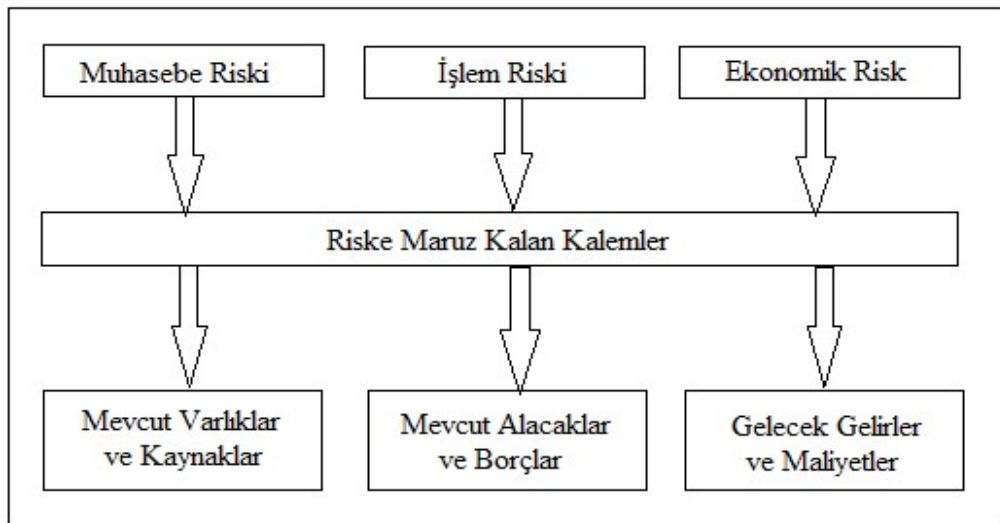 Muhasebe Riski
İşlem Riski
Ekonomik Risk
Riske Maruz Kalan Kalemler
Mevcut Varlıklar
ve Kaynaklar
Mevcut Alacaklar
ve Borçlar
Gelecek Gelirler
ve Maliyetler